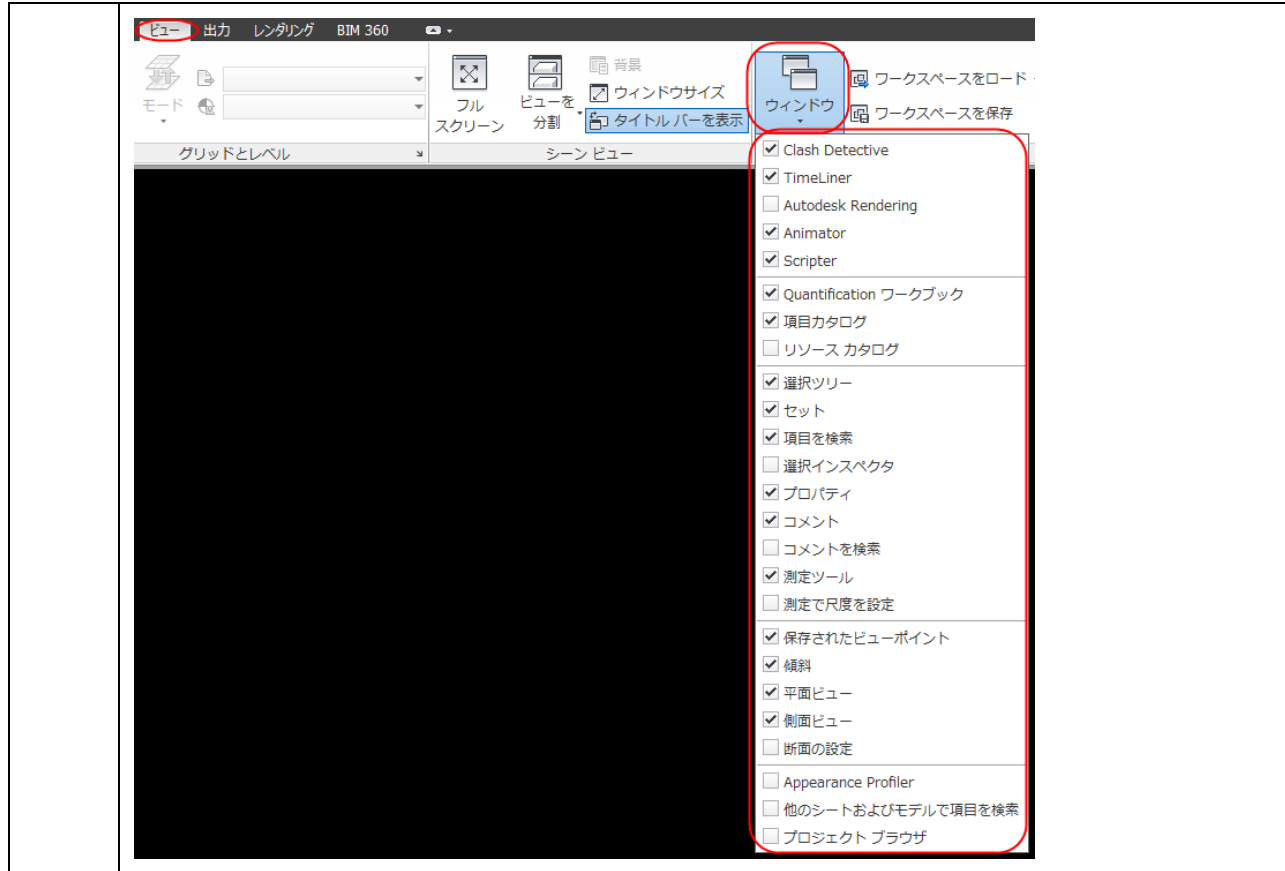 ビュー 出力 レンダリング BIM 360
モード
フル
スクリーン
ビューを
分割
背景
ウィンドウサイズ
タイトル バーを表示
ウィンドウ
ワークスペースをロード
ワークスペースを保存
グリッドとレベル
シーン ビュー
Clash Detective
TimeLiner
Autodesk Rendering
Animator
Scripter
Quantification ワークブック
項目カタログ
リソース カタログ
選択ツリー
セット
項目を検索
選択インスペクタ
プロパティ
コメント
コメントを検索
測定ツール
測定で尺度を設定
保存されたビューポイント
傾斜
平面ビュー
側面ビュー
断面の設定
Appearance Profiler
他のシートおよびモデルで項目を検索
プロジェクト ブラウザ